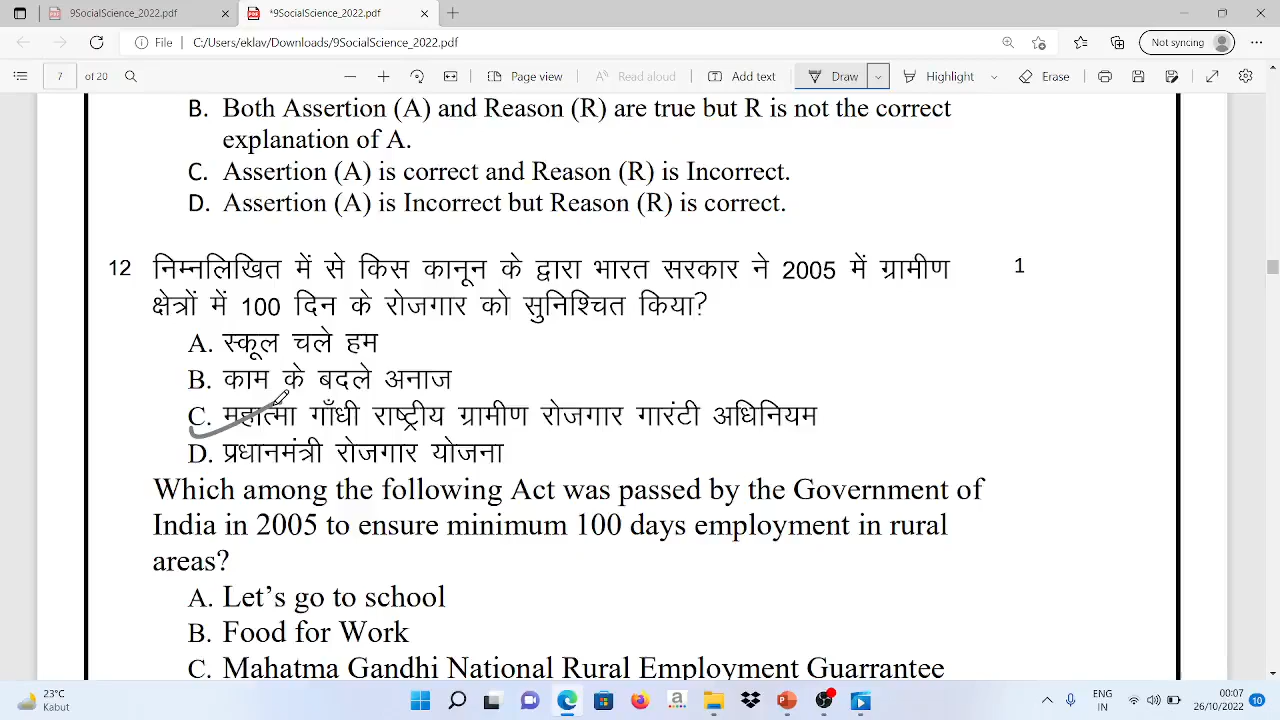 9SocialScience_2022.pdf
*9SocialScience_2022.pdf
File
C:/Users/eklav/Downloads/9SocialScience_2022.pdf
Not syncing
7 of 20
Page view
Read aloud
Add text
Draw
Highlight
Erase
B. Both Assertion (A) and Reason (R) are true but R is not the correct
explanation of A.
C. Assertion (A) is correct and Reason (R) is Incorrect.
D. Assertion (A) is Incorrect but Reason (R) is correct.
12 निम्नलिखित में से किस कानून के द्वारा भारत सरकार ने 2005 में ग्रामीण 1
क्षेत्रों में 100 दिन के रोजगार को सुनिश्चित किया?
A. स्कूल चले हम
B. काम के बदले अनाज
C. महात्मा गाँधी राष्ट्रीय ग्रामीण रोजगार गारंटी अधिनियम
D. प्रधानमंत्री रोजगार योजना
Which among the following Act was passed by the Government of
India in 2005 to ensure minimum 100 days employment in rural
areas?
A. Let's go to school
B. Food for Work
C. Mahatma Gandhi National Rural Employment Guarrantee
23°C
Kabut
ENG
IN
00:07
26/10/2022
10